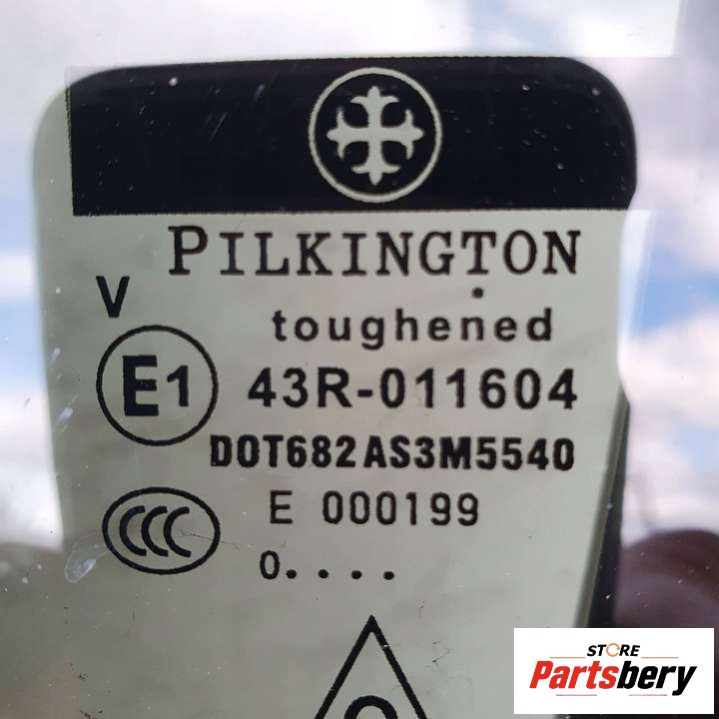 PILKINGTON
V
toughened
E1 43R-011604
DOT682AS3M5540
CCC E 000199
0....
STORE
Partsbery